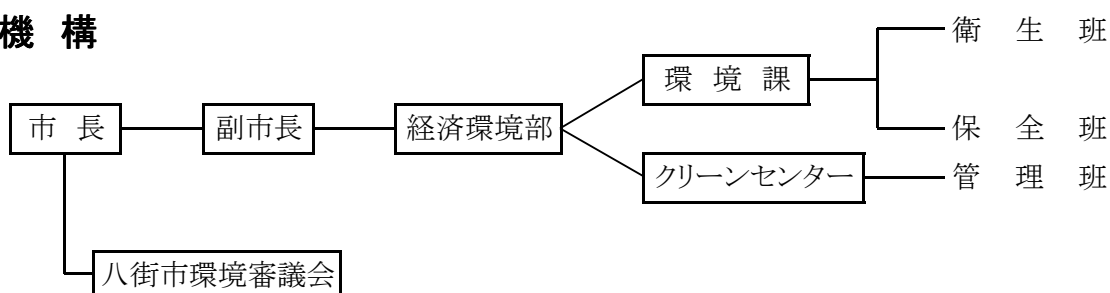 機 構
衛 生 班
環 境 課
市 長 副市長 経済環境部
保 全 班
クリーンセンター 管 理 班
八街市環境審議会